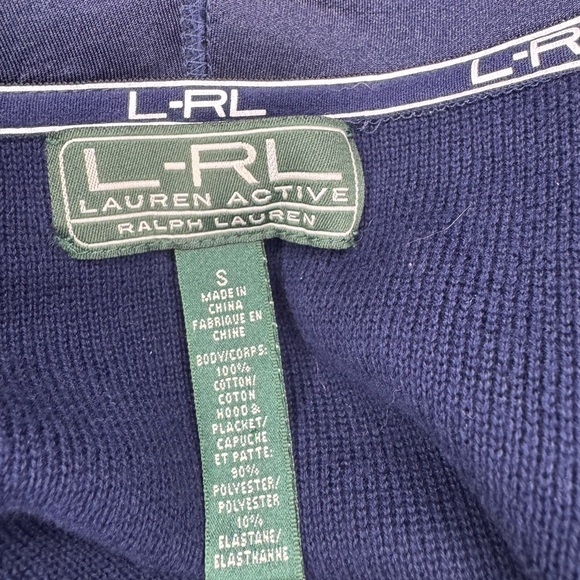 L-RL
L-RL
L-RL
LAUREN ACTIVE
RALPH LAUREN
S
MADE IN
CHINA
FABRIQUE EN
CHINE
BODY/CORPS:
100%
COTTON/
COTON
HOOD &
PLACKET/
CAPUCHE
ET PATTE:
90%
POLYESTER/
POLYESTER
10%
ELASTANE/
ELASTHANNE